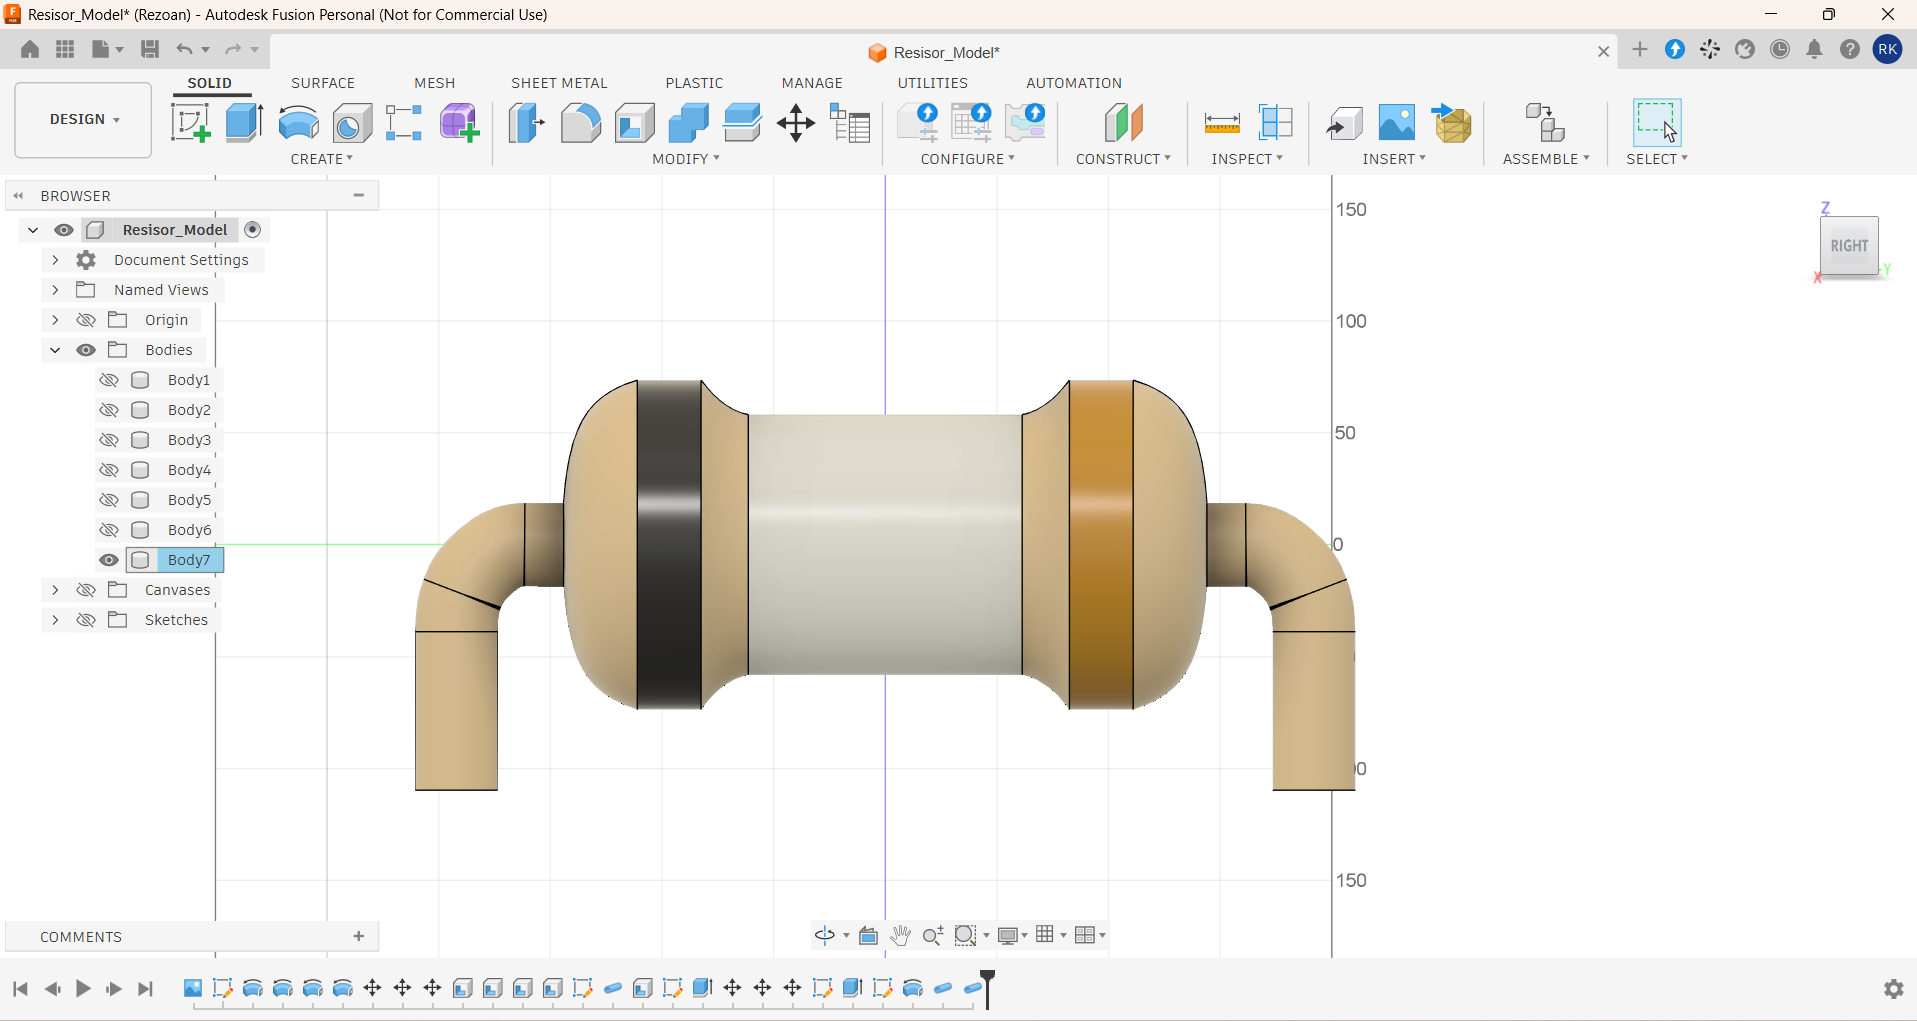 Resisor_Model* (Rezoan) - Autodesk Fusion Personal (Not for Commercial Use)
Resisor_Model*
RK
SOLID SURFACE MESH SHEET METAL PLASTIC MANAGE UTILITIES AUTOMATION
DESIGN
CREATE MODIFY CONFIGURE CONSTRUCT INSPECT INSERT ASSEMBLE SELECT
BROWSER
Resisor_Model
Document Settings
Named Views
Origin
Bodies
Body1
Body2
Body3
Body4
Body5
Body6
Body7
Canvases
Sketches
150
100
50
0
00
150
Z
RIGHT
X
Y
COMMENTS